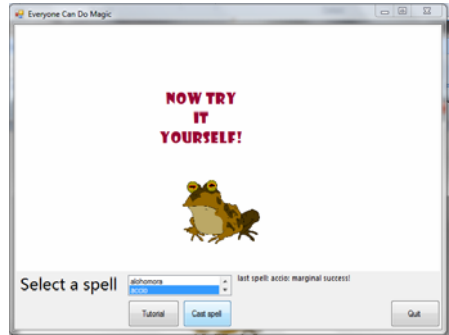 Everyone Can Do Magic
NOW TRY
IT
YOURSELF!
Select a spell
alohomora
accio
last spell: accio: marginal success!
Tutorial
Cast spell
Quit